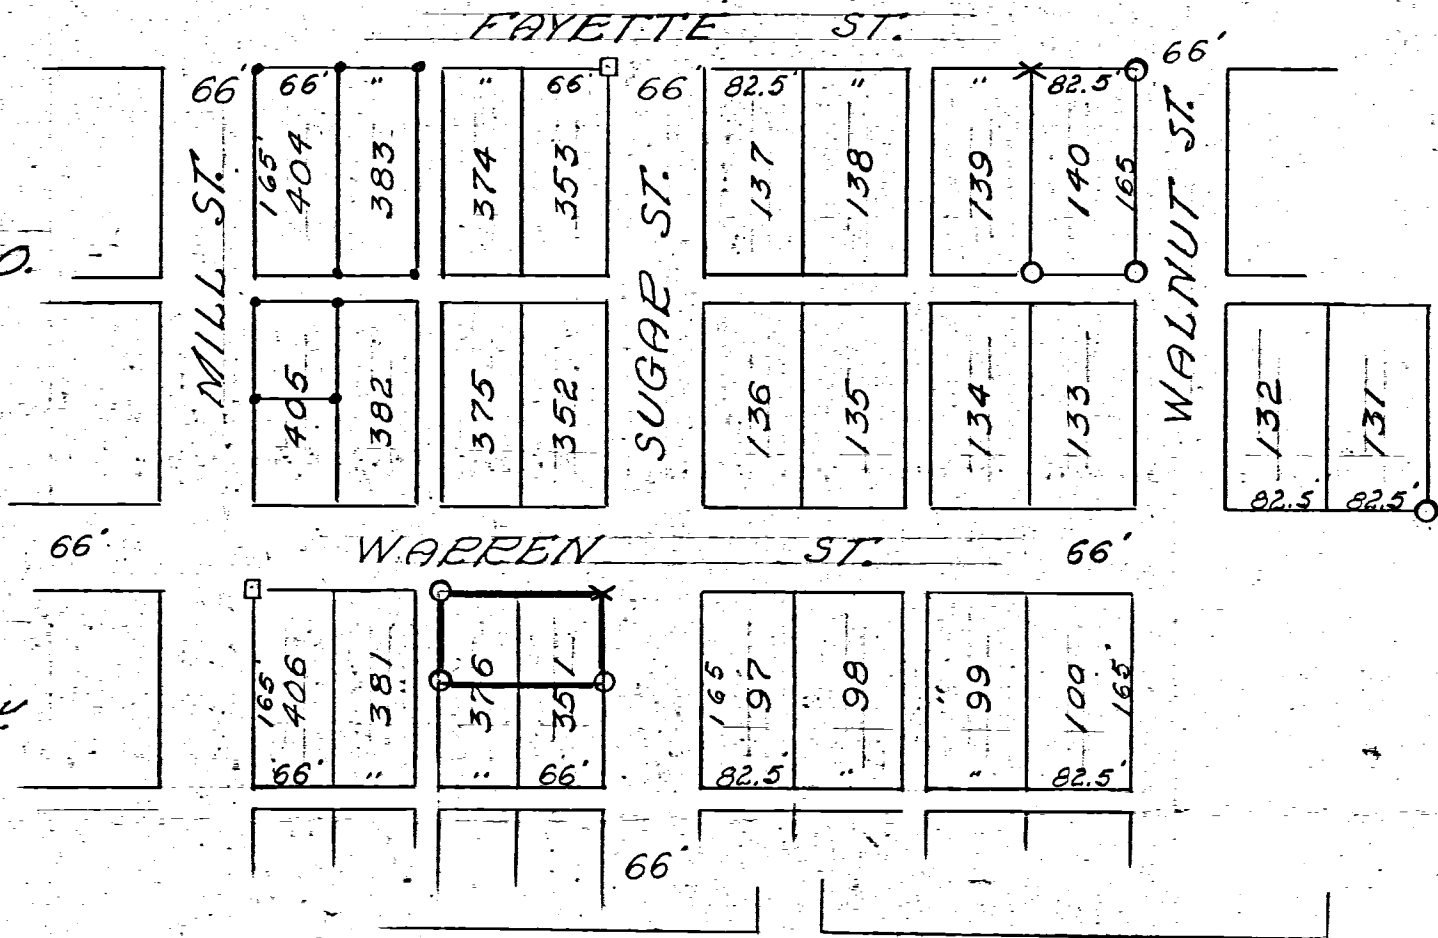 FAYETTE ST.
66' 66' " " 66' 66' 82.5' " " 82.5' 66'
165' 404 383 374 353 137 138 139 140 165
MILL ST.
SUGAR ST.
WALNUT ST.
O.
405 382 375 352 136 135 134 133 132 131
82.5' 82.5'
66' WARREN ST. 66'
165' 406 381 376 351 165 97 " 98 " 99 100 165'
66' " " 66' 82.5' " " 82.5'
66'